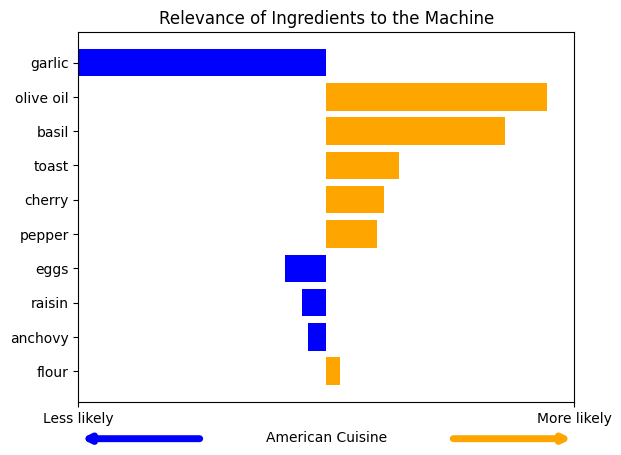 Relevance of Ingredients to the Machine
garlic
olive oil
basil
toast
cherry
pepper
eggs
raisin
anchovy
flour
Less likely
More likely
American Cuisine